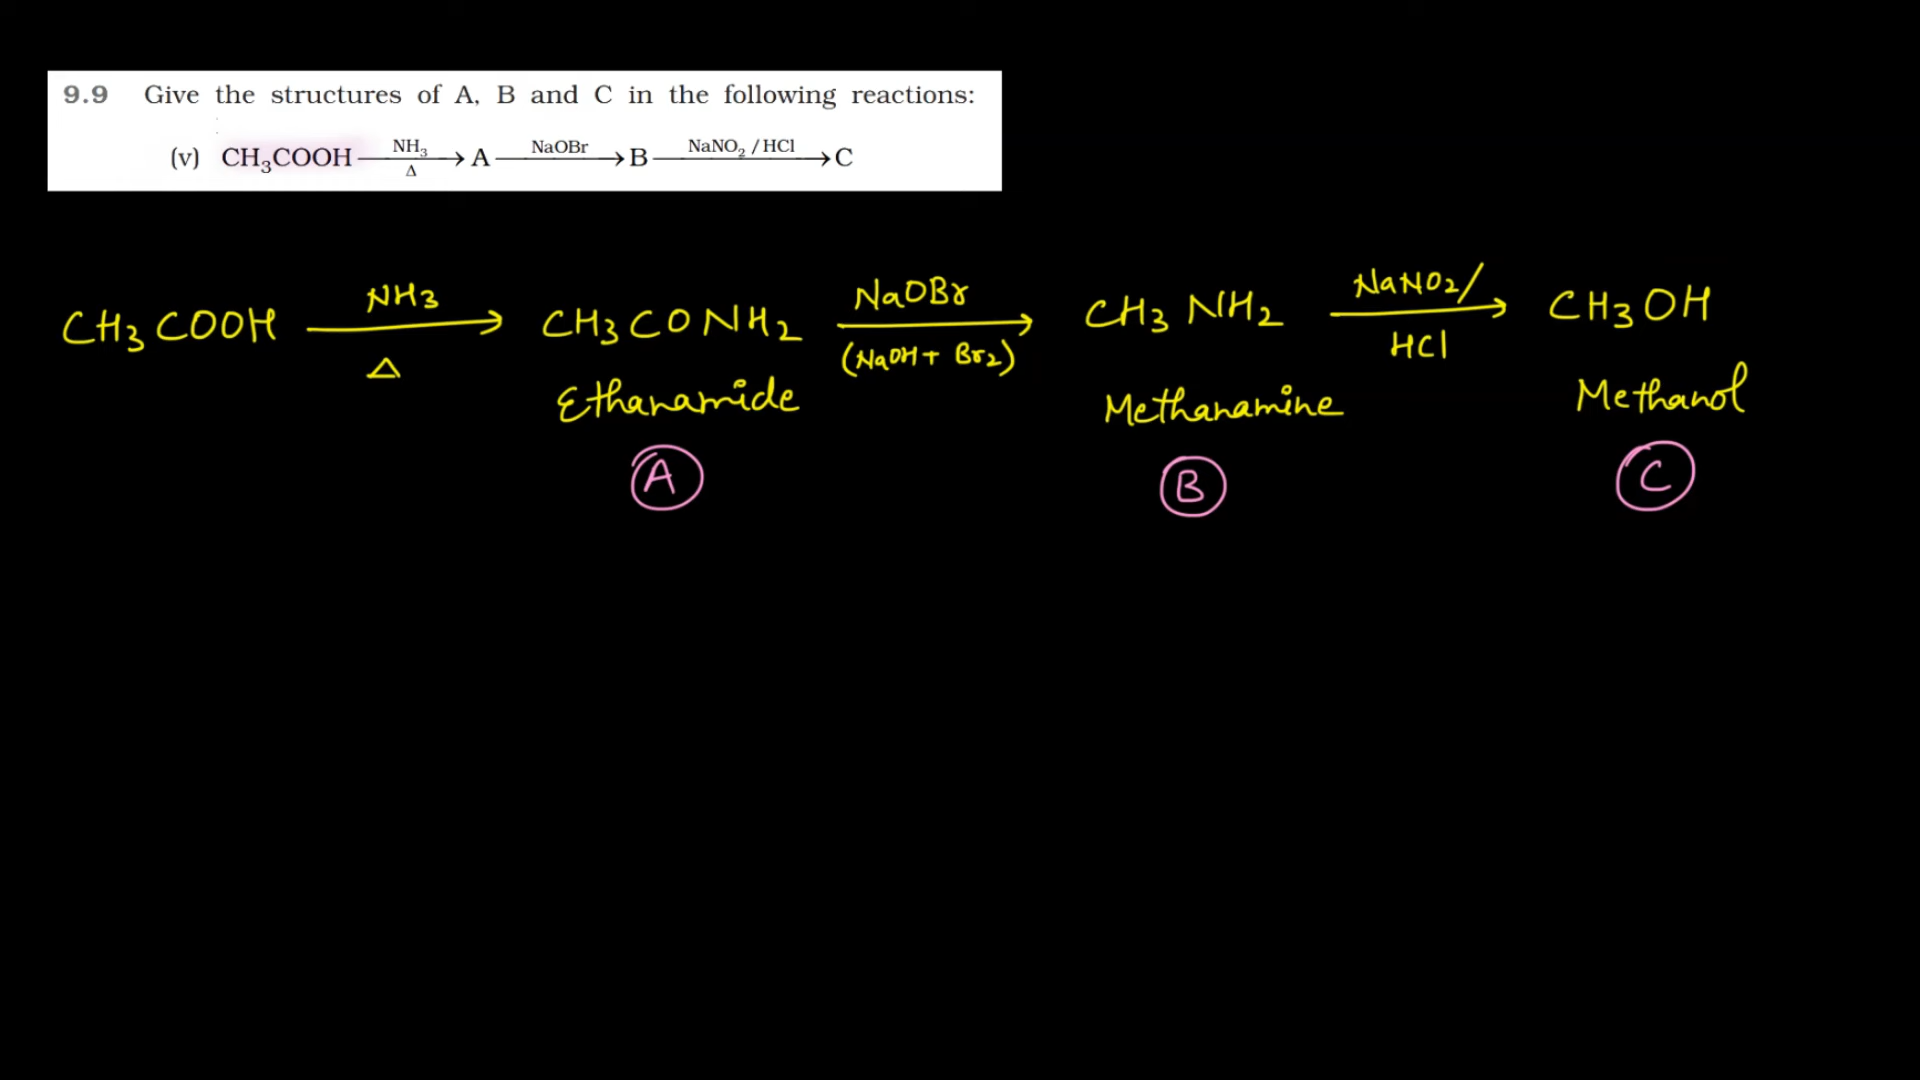 9.9 Give the structures of A, B and C in the following reactions:
(v) CH₃COOH —NH₃/Δ→ A —NaOBr→ B —NaNO₂/HCl→ C
CH3COOH —NH3/Δ→ CH3CONH2 —NaOBr (NaOH + Br2)→ CH3NH2 —NaNO2/HCl→ CH3OH
Ethanamide Methanamine Methanol
A B C